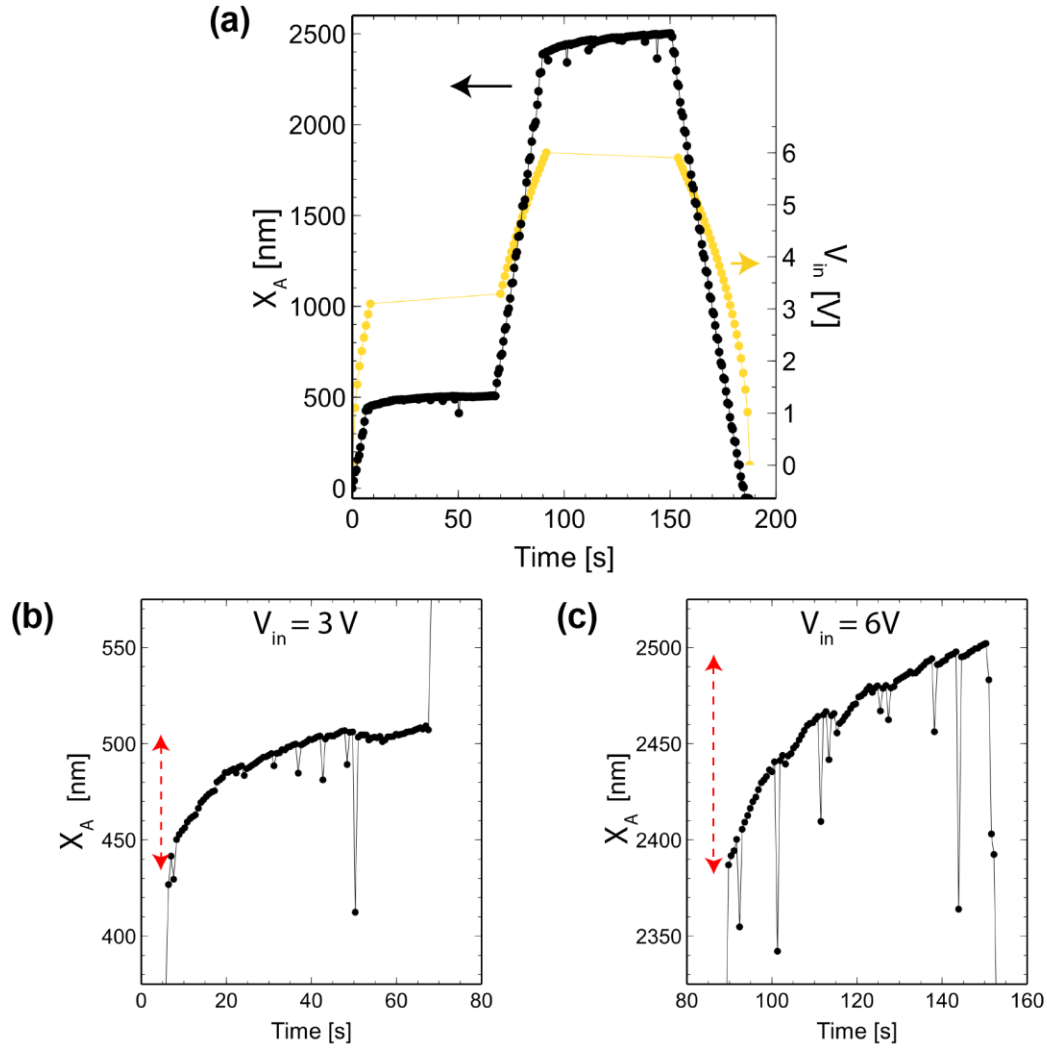 (a)
2500
2000
1500
1000
500
0
X_A [nm]
6
5
4
3
2
1
0
V_in [V]
0 50 100 150 200
Time [s]
(b)
V_in = 3 V
550
500
450
400
X_A [nm]
0 20 40 60 80
Time [s]
(c)
V_in = 6V
2500
2450
2400
2350
X_A [nm]
80 100 120 140 160
Time [s]